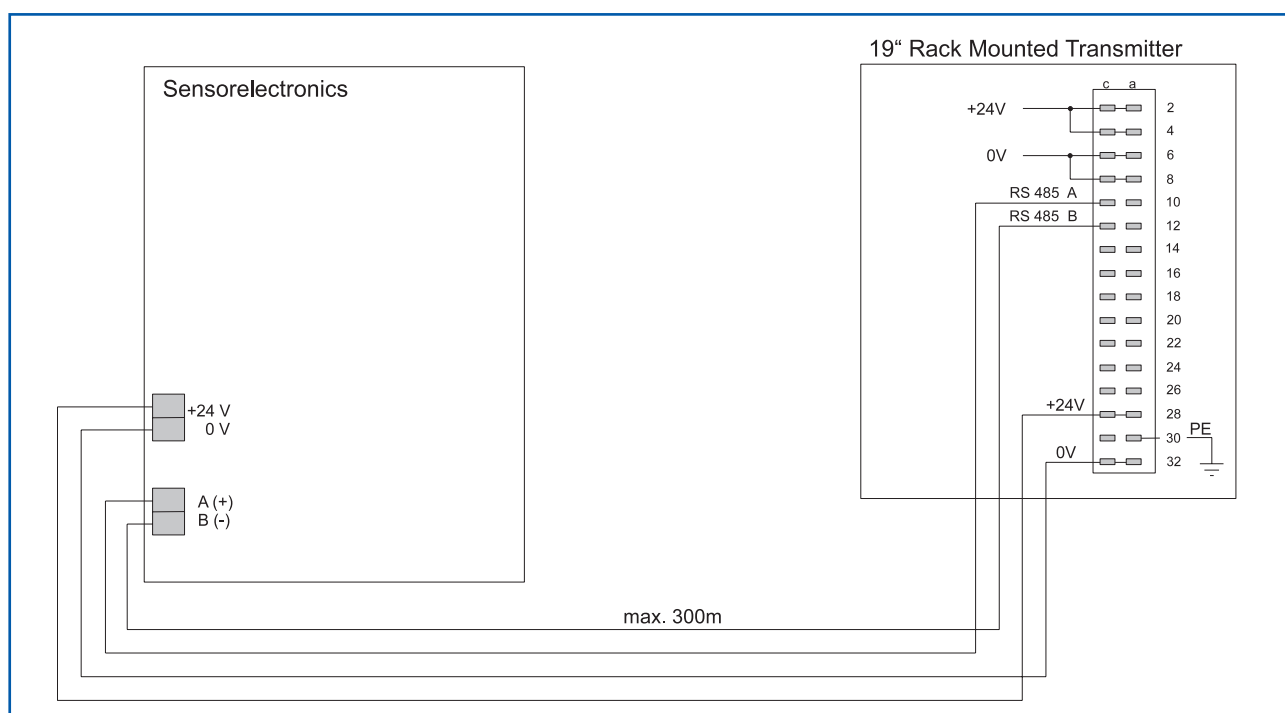 19“ Rack Mounted Transmitter
Sensorelectronics
c a
+24V 2
4
0V 6
8
RS 485 A 10
RS 485 B 12
14
16
18
20
22
24
26
+24 V
+24V 28
0 V
30 PE
0V 32
A (+)
B (-)
max. 300m